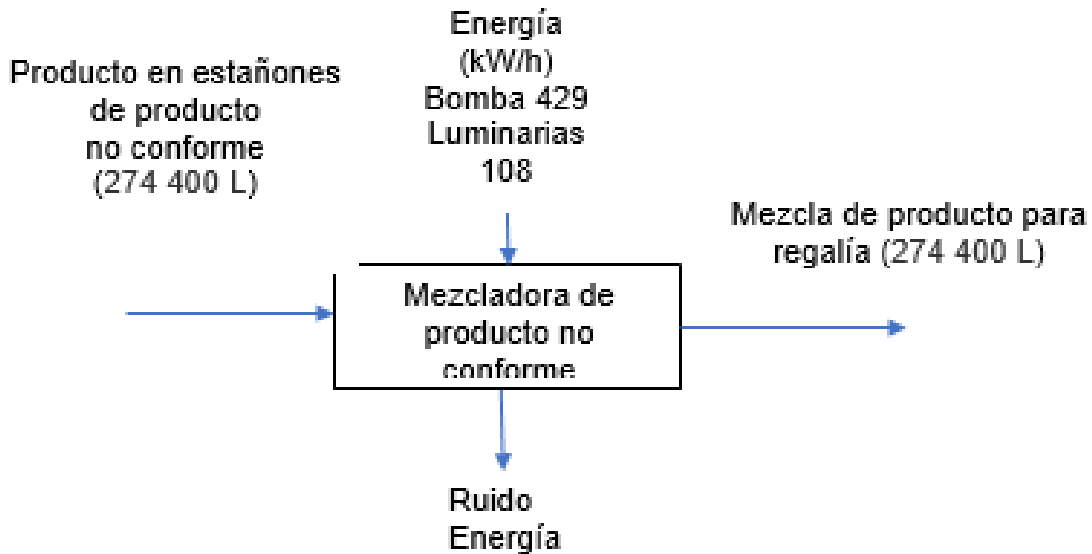 Energía
(kW/h)
Bomba 429
Luminarias
108
Producto en estañones
de producto
no conforme
(274 400 L)
Mezcla de producto para
regalía (274 400 L)
Mezcladora de
producto no
conforme
Ruido
Energía